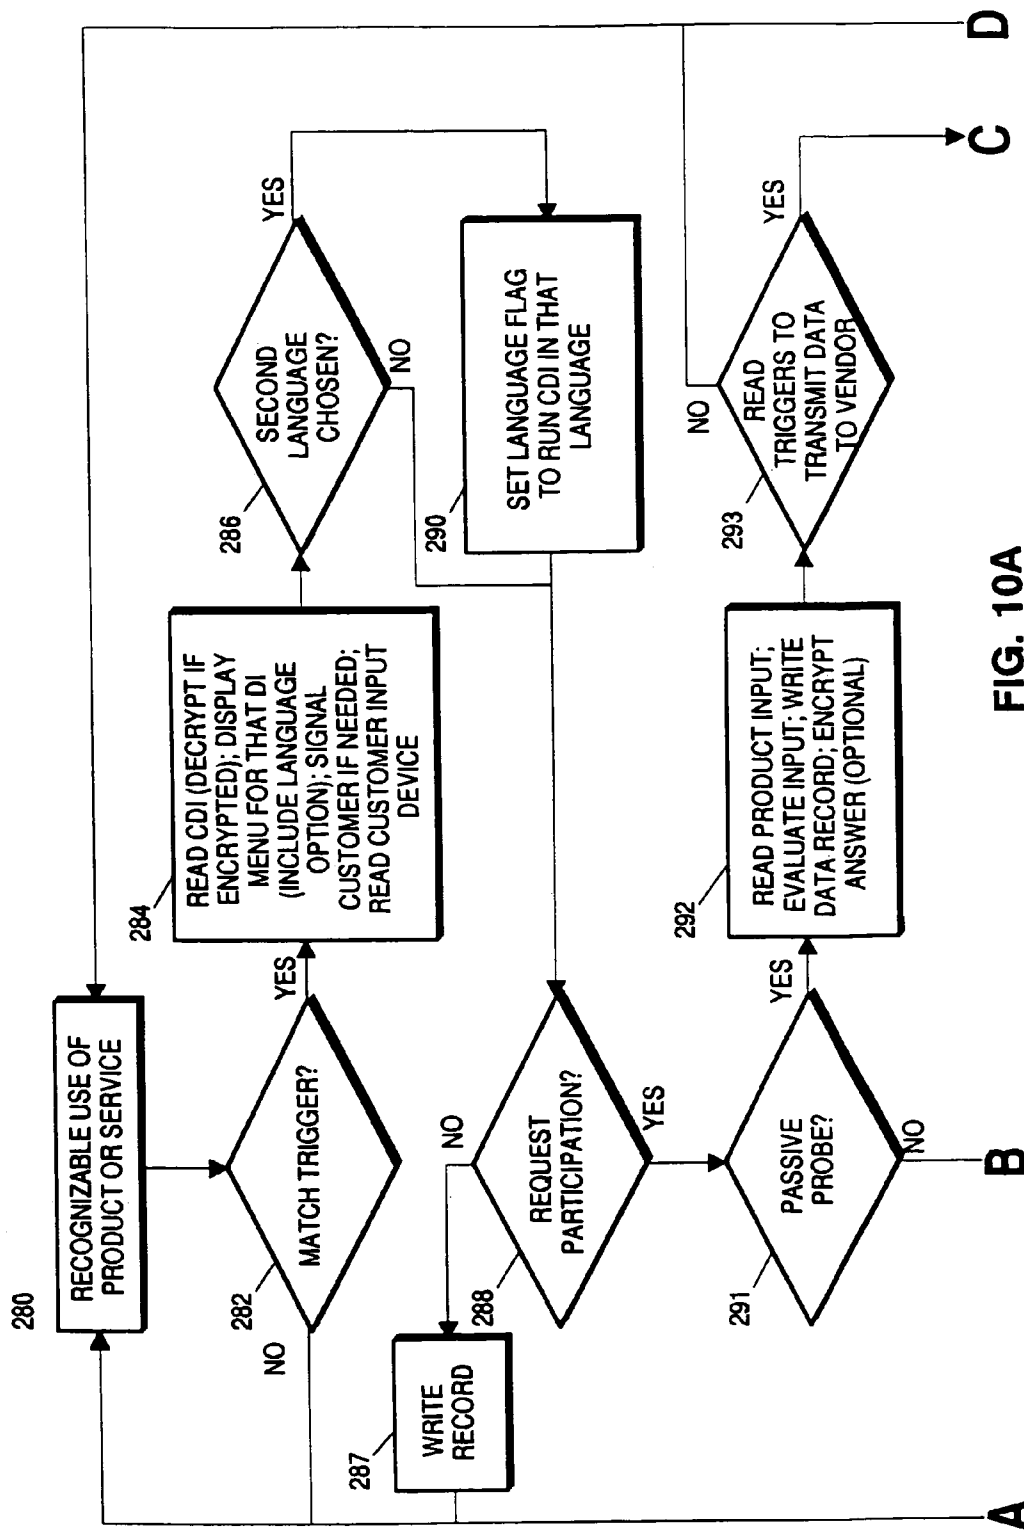 280
RECOGNIZABLE USE OF
PRODUCT OR SERVICE
282
MATCH TRIGGER?
NO
YES
284
READ CDI (DECRYPT IF
ENCRYPTED); DISPLAY
MENU FOR THAT DI
(INCLUDE LANGUAGE
OPTION); SIGNAL
CUSTOMER IF NEEDED;
READ CUSTOMER INPUT
DEVICE
286
SECOND
LANGUAGE
CHOSEN?
YES
NO
290
SET LANGUAGE FLAG
TO RUN CDI IN THAT
LANGUAGE
287
WRITE
RECORD
288
REQUEST
PARTICIPATION?
NO
YES
291
PASSIVE
PROBE?
YES
NO
292
READ PRODUCT INPUT;
EVALUATE INPUT; WRITE
DATA RECORD; ENCRYPT
ANSWER (OPTIONAL)
293
READ
TRIGGERS TO
TRANSMIT DATA
TO VENDOR
NO
YES
A
B
C
D
FIG. 10A